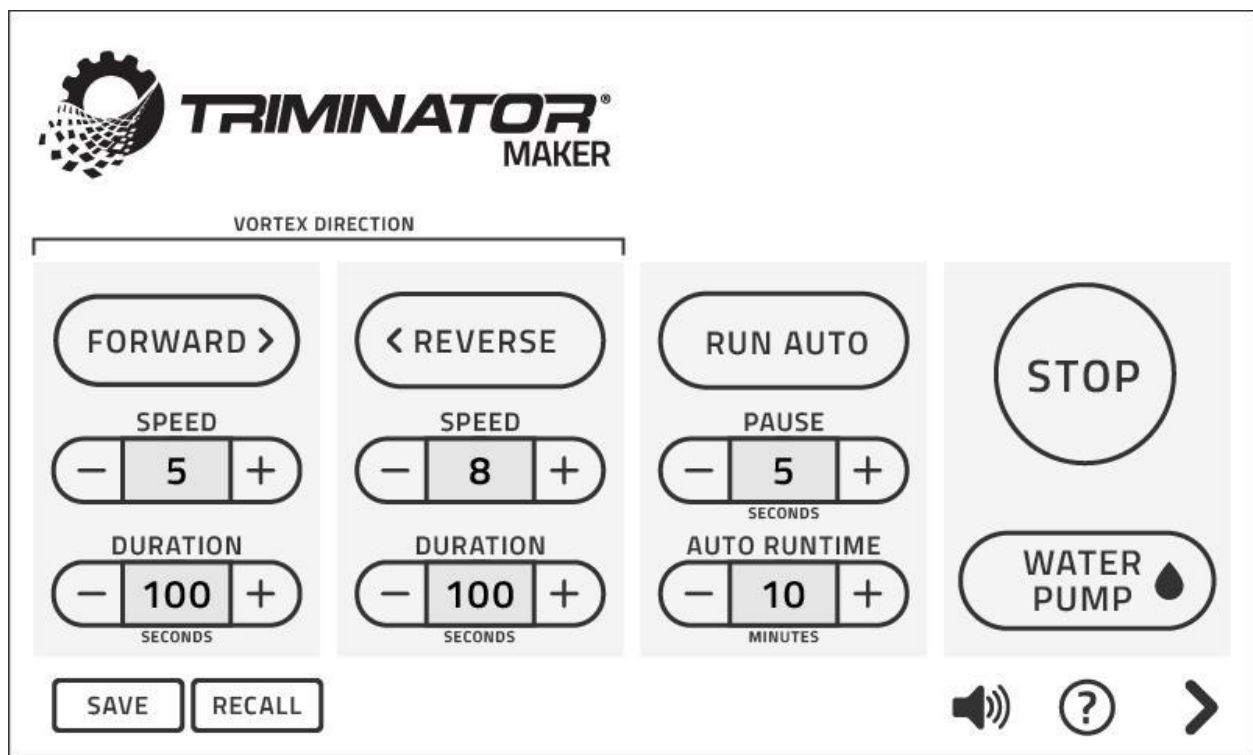 TRIMINATOR®
MAKER
VORTEX DIRECTION
FORWARD >
SPEED
- 5 +
DURATION
- 100 +
SECONDS
< REVERSE
SPEED
- 8 +
DURATION
- 100 +
SECONDS
RUN AUTO
PAUSE
- 5 +
SECONDS
AUTO RUNTIME
- 10 +
MINUTES
STOP
WATER
PUMP
SAVE
RECALL
?